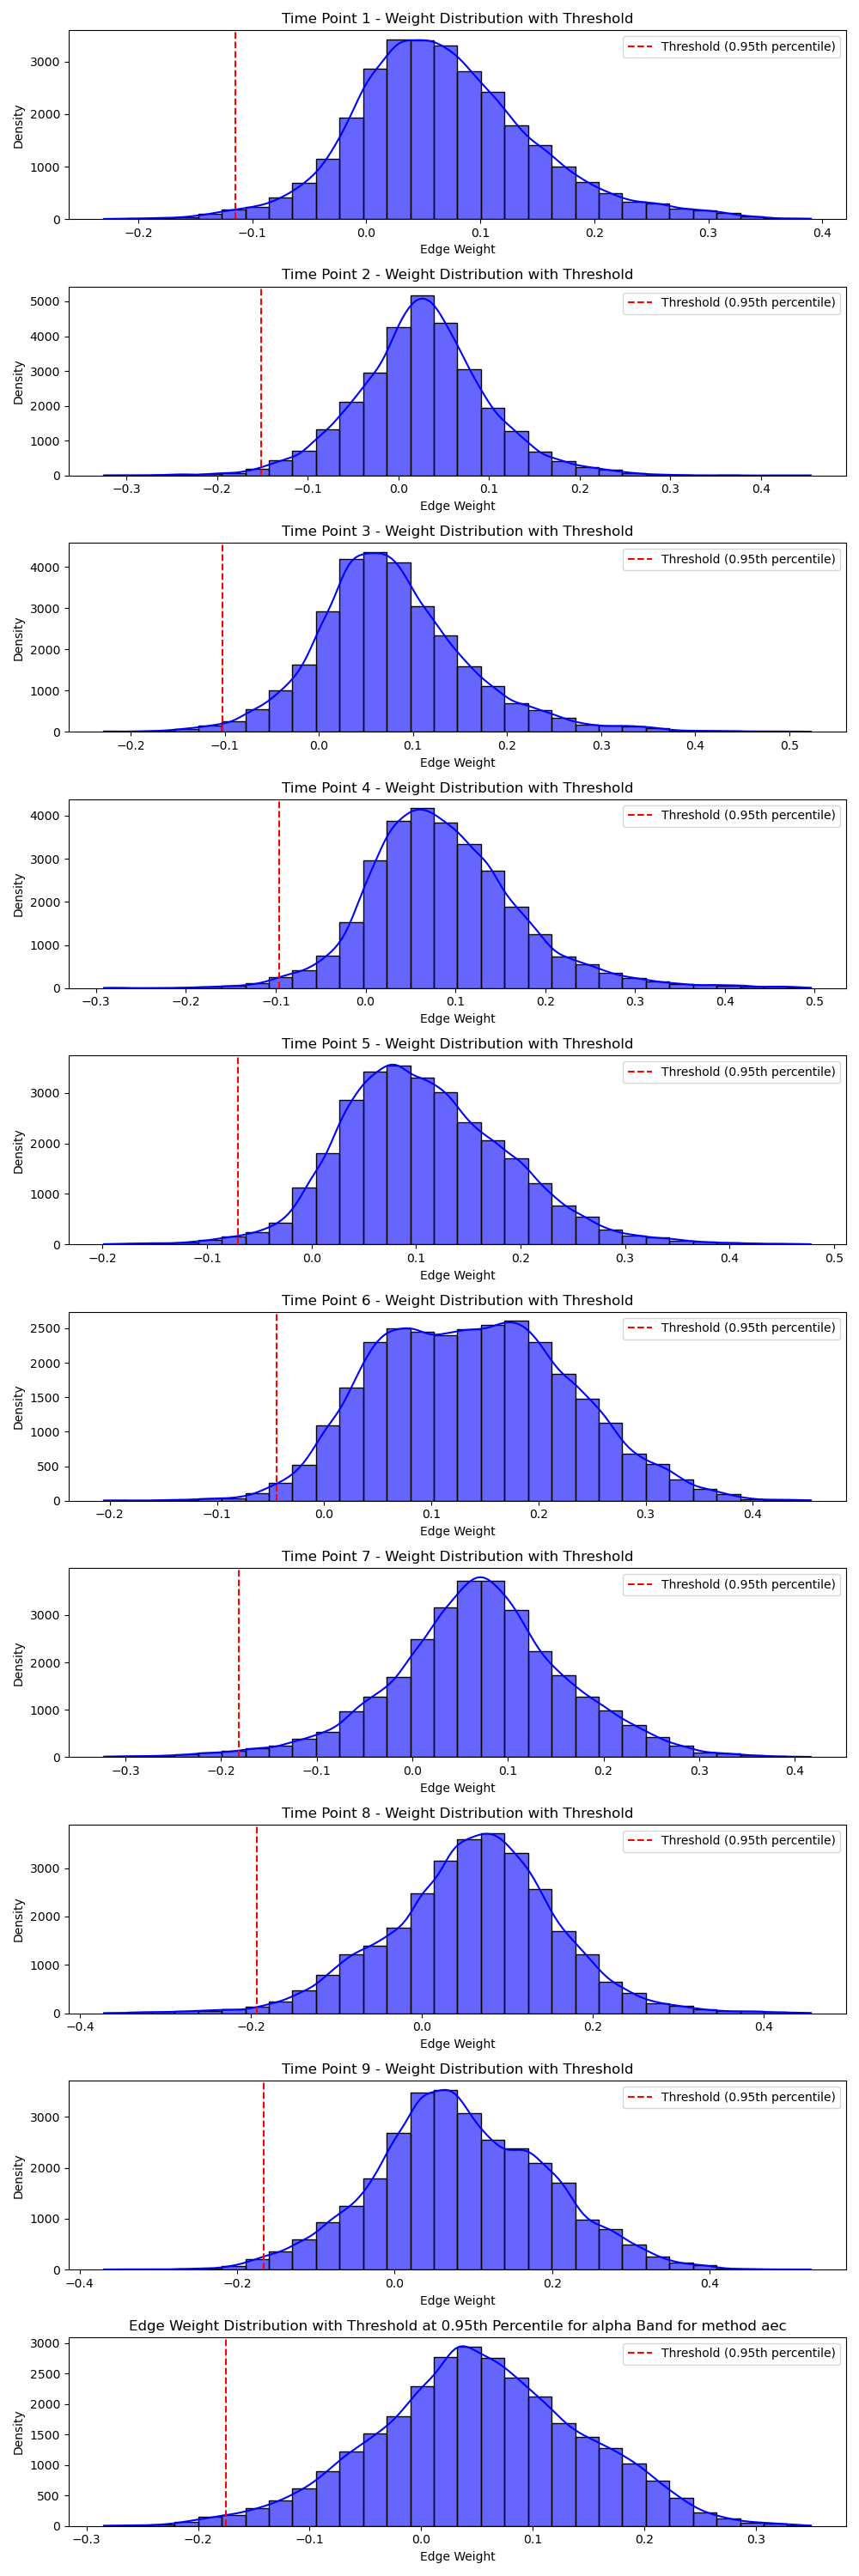 Time Point 1 - Weight Distribution with Threshold
Threshold (0.95th percentile)
Density
3000
2000
1000
0
−0.2 −0.1 0.0 0.1 0.2 0.3 0.4
Edge Weight
Time Point 2 - Weight Distribution with Threshold
Threshold (0.95th percentile)
Density
5000
4000
3000
2000
1000
0
−0.3 −0.2 −0.1 0.0 0.1 0.2 0.3 0.4
Edge Weight
Time Point 3 - Weight Distribution with Threshold
Threshold (0.95th percentile)
Density
4000
3000
2000
1000
0
−0.2 −0.1 0.0 0.1 0.2 0.3 0.4 0.5
Edge Weight
Time Point 4 - Weight Distribution with Threshold
Threshold (0.95th percentile)
Density
4000
3000
2000
1000
0
−0.3 −0.2 −0.1 0.0 0.1 0.2 0.3 0.4 0.5
Edge Weight
Time Point 5 - Weight Distribution with Threshold
Threshold (0.95th percentile)
Density
3000
2000
1000
0
−0.2 −0.1 0.0 0.1 0.2 0.3 0.4 0.5
Edge Weight
Time Point 6 - Weight Distribution with Threshold
Threshold (0.95th percentile)
Density
2500
2000
1500
1000
500
0
−0.2 −0.1 0.0 0.1 0.2 0.3 0.4
Edge Weight
Time Point 7 - Weight Distribution with Threshold
Threshold (0.95th percentile)
Density
3000
2000
1000
0
−0.3 −0.2 −0.1 0.0 0.1 0.2 0.3 0.4
Edge Weight
Time Point 8 - Weight Distribution with Threshold
Threshold (0.95th percentile)
Density
3000
2000
1000
0
−0.4 −0.2 0.0 0.2 0.4
Edge Weight
Time Point 9 - Weight Distribution with Threshold
Threshold (0.95th percentile)
Density
3000
2000
1000
0
−0.4 −0.2 0.0 0.2 0.4
Edge Weight
Edge Weight Distribution with Threshold at 0.95th Percentile for alpha Band for method aec
Threshold (0.95th percentile)
Density
3000
2500
2000
1500
1000
500
0
−0.3 −0.2 −0.1 0.0 0.1 0.2 0.3
Edge Weight